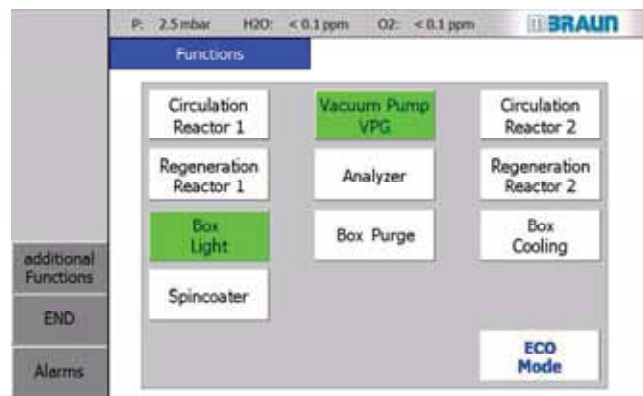 P: 2.5 mbar H2O: < 0.1 ppm O2: < 0.1 ppm MBRAUN
Functions
Circulation
Reactor 1
Vacuum Pump
VPG
Circulation
Reactor 2
Regeneration
Reactor 1
Analyzer
Regeneration
Reactor 2
Box
Light
Box Purge
Box
Cooling
Spincoater
ECO
Mode
additional
Functions
END
Alarms